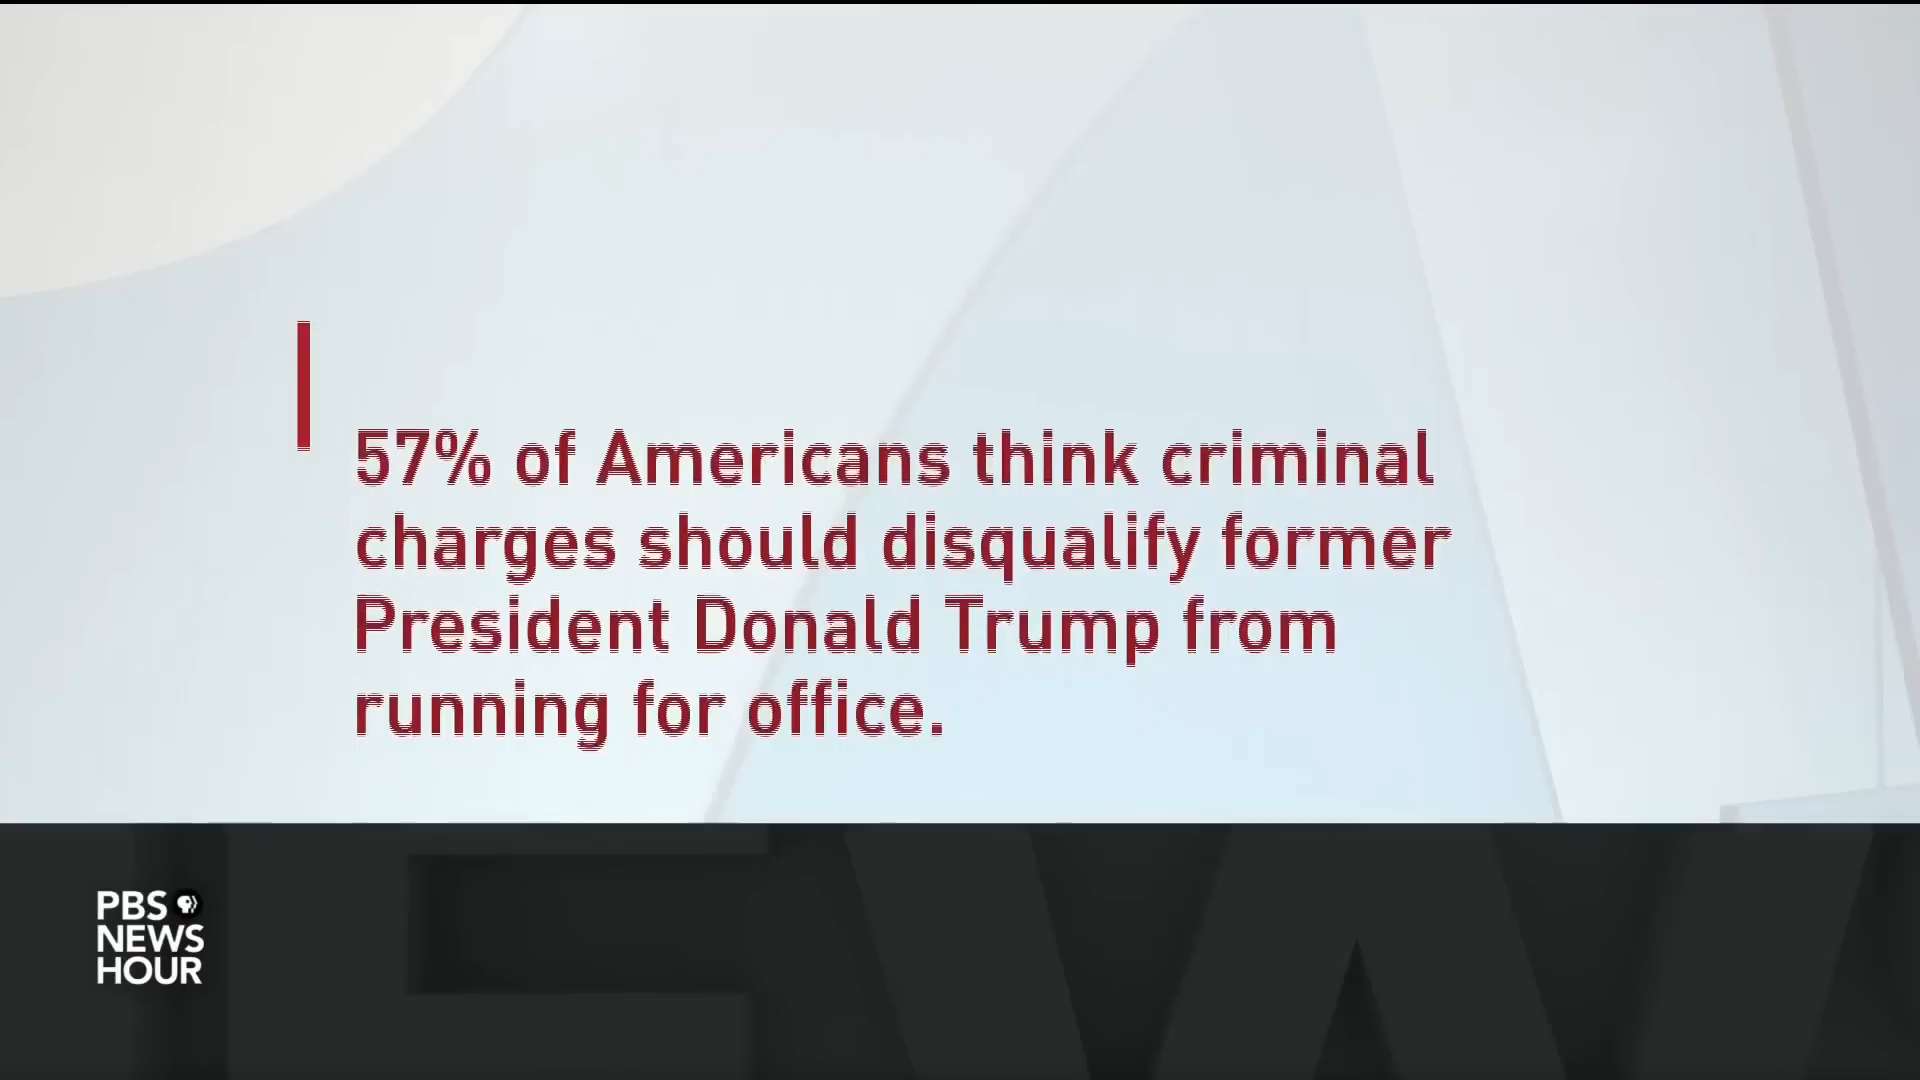 57% of Americans think criminal
charges should disqualify former
President Donald Trump from
running for office.
PBS
NEWS
HOUR